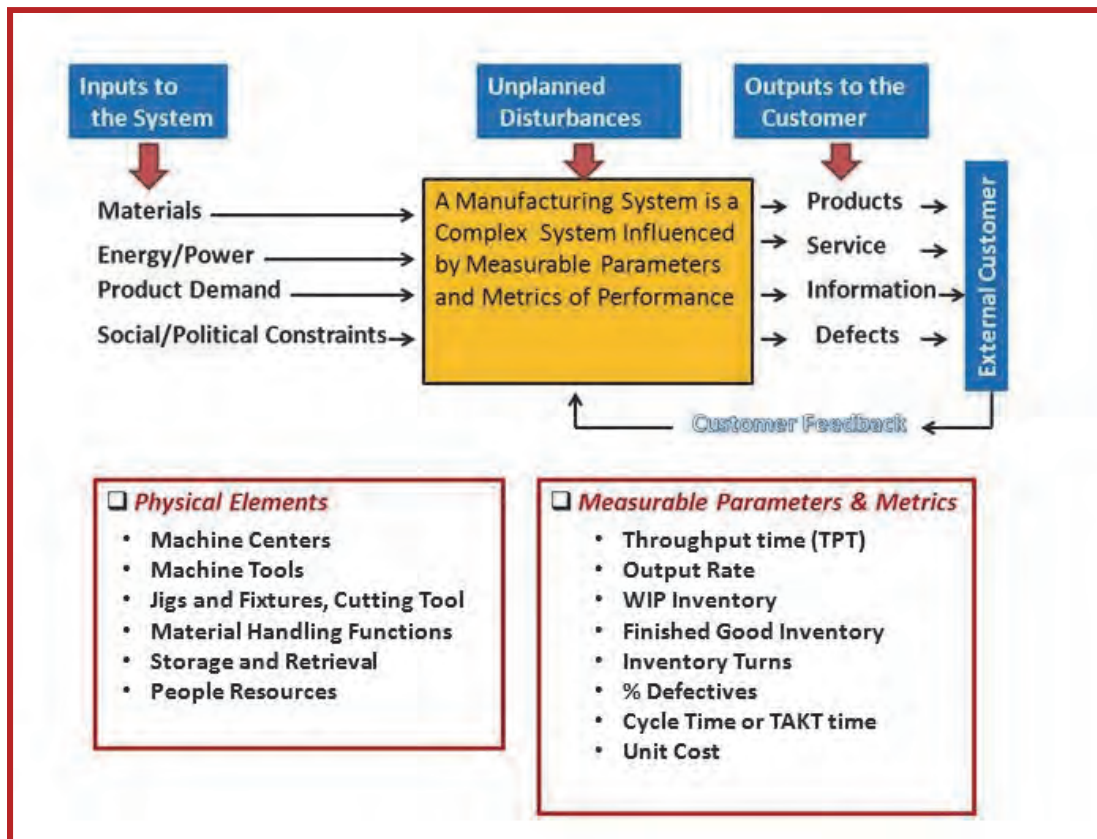 Inputs to
the System
Unplanned
Disturbances
Outputs to the
Customer
Materials
Energy/Power
Product Demand
Social/Political Constraints
A Manufacturing System is a
Complex System Influenced
by Measurable Parameters
and Metrics of Performance
Products
Service
Information
Defects
External Customer
Customer Feedback
❑ Physical Elements
• Machine Centers
• Machine Tools
• Jigs and Fixtures, Cutting Tool
• Material Handling Functions
• Storage and Retrieval
• People Resources
❑ Measurable Parameters & Metrics
• Throughput time (TPT)
• Output Rate
• WIP Inventory
• Finished Good Inventory
• Inventory Turns
• % Defectives
• Cycle Time or TAKT time
• Unit Cost